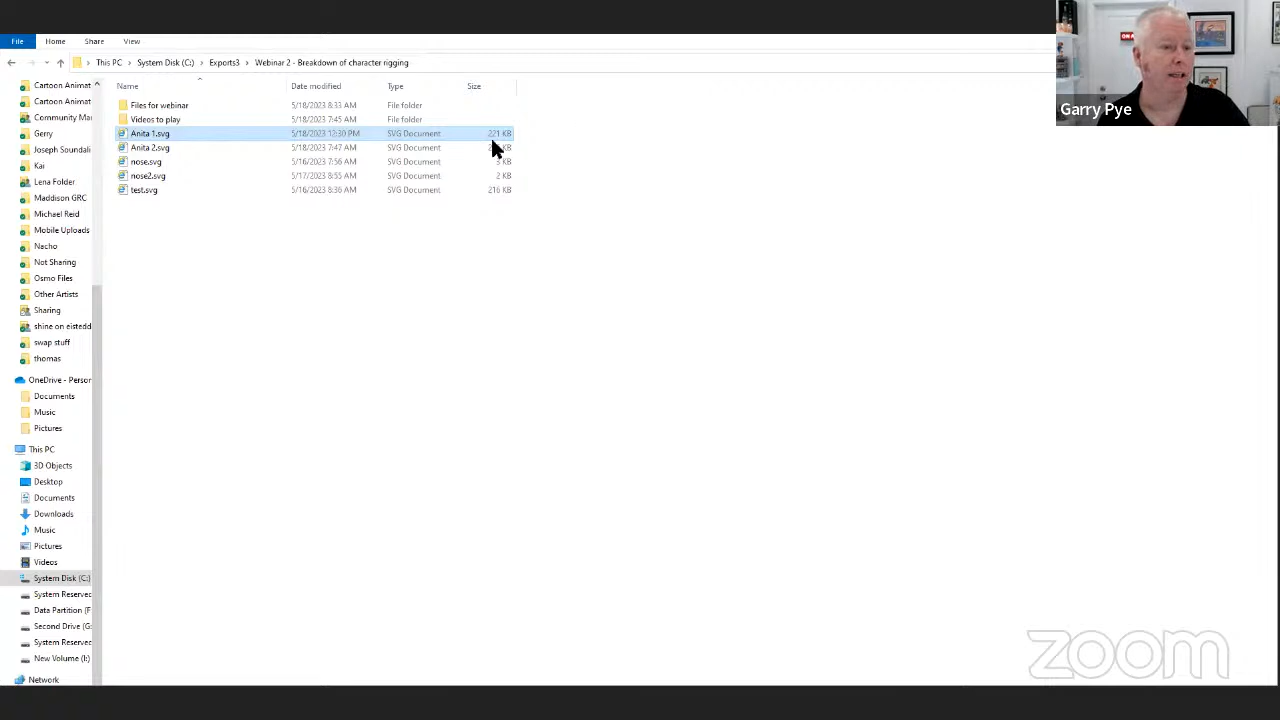 File Home Share View
This PC > System Disk (C:) > Exports3 > Webinar 2 - Breakdown of character rigging
Name Date modified Type Size
Files for webinar 5/18/2023 8:33 AM File folder
Videos to play 5/18/2023 7:45 AM File folder
Anita 1.svg 5/18/2023 12:30 PM SVG Document 221 KB
Anita 2.svg 5/18/2023 7:47 AM SVG Document KB
nose.svg 5/16/2023 7:56 AM SVG Document 3 KB
nose2.svg 5/17/2023 8:55 AM SVG Document 2 KB
test.svg 5/16/2023 8:36 AM SVG Document 216 KB
Cartoon Animat
Cartoon Animat
Community Ma
Gerry
Joseph Soundali
Kai
Lena Folder
Maddison GRC
Michael Reid
Mobile Uploads
Nacho
Not Sharing
Osmo Files
Other Artists
Sharing
shine on eistedd
swap stuff
thomas
OneDrive - Person
Documents
Music
Pictures
This PC
3D Objects
Desktop
Documents
Downloads
Music
Pictures
Videos
System Disk (C:)
System Reserved
Data Partition (F
Second Drive (G:
System Reserved
New Volume (I:)
Network
Garry Pye
zoom